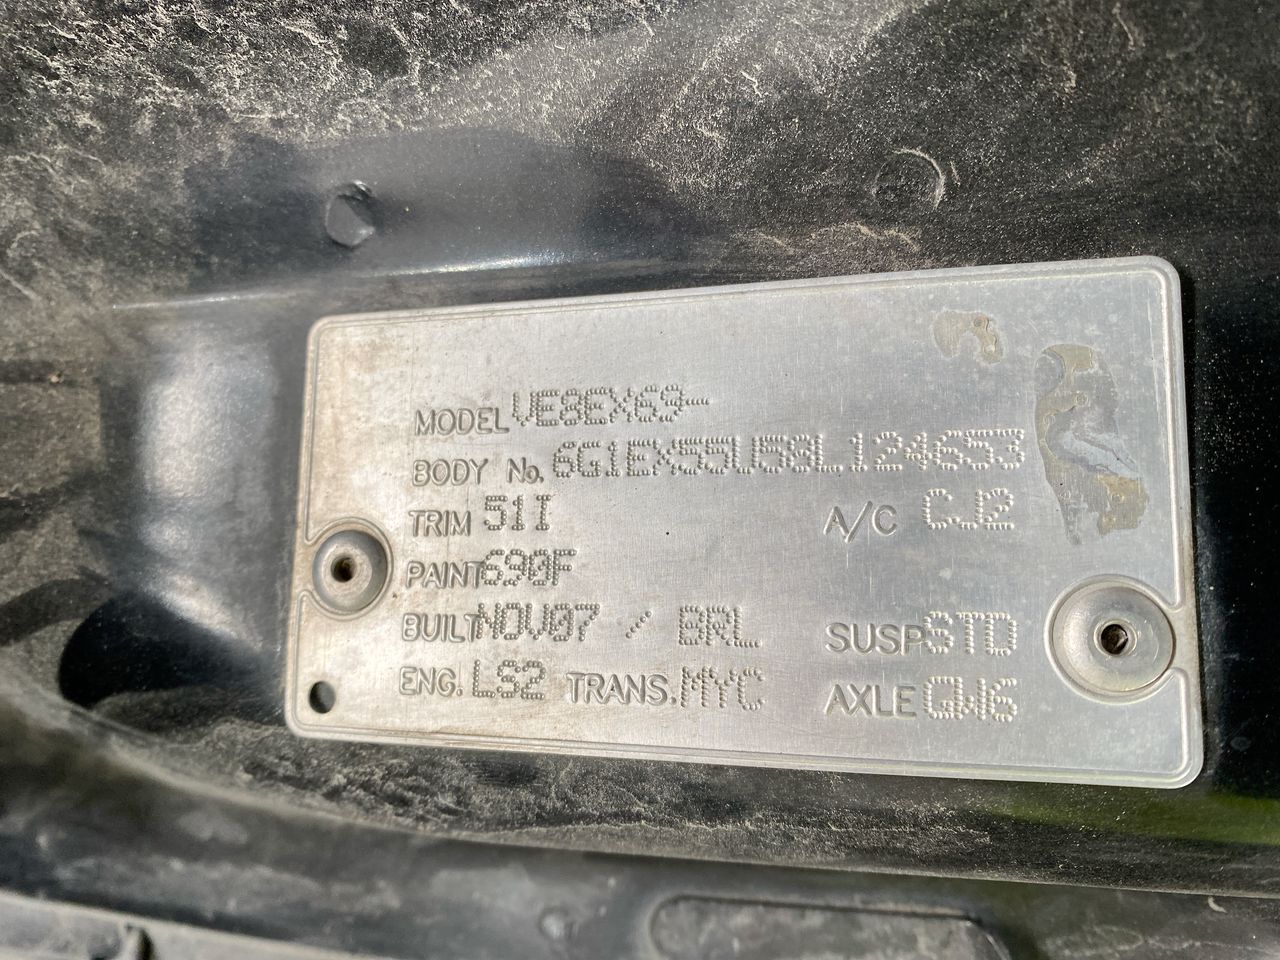 MODEL VE8EX69-
BODY No. 6G1EX55U58L124653
TRIM 51I A/C CJ2
PAINT 690F
BUILT NOV07 / BRL SUSP STD
ENG. LS2 TRANS. MYC AXLE GW6